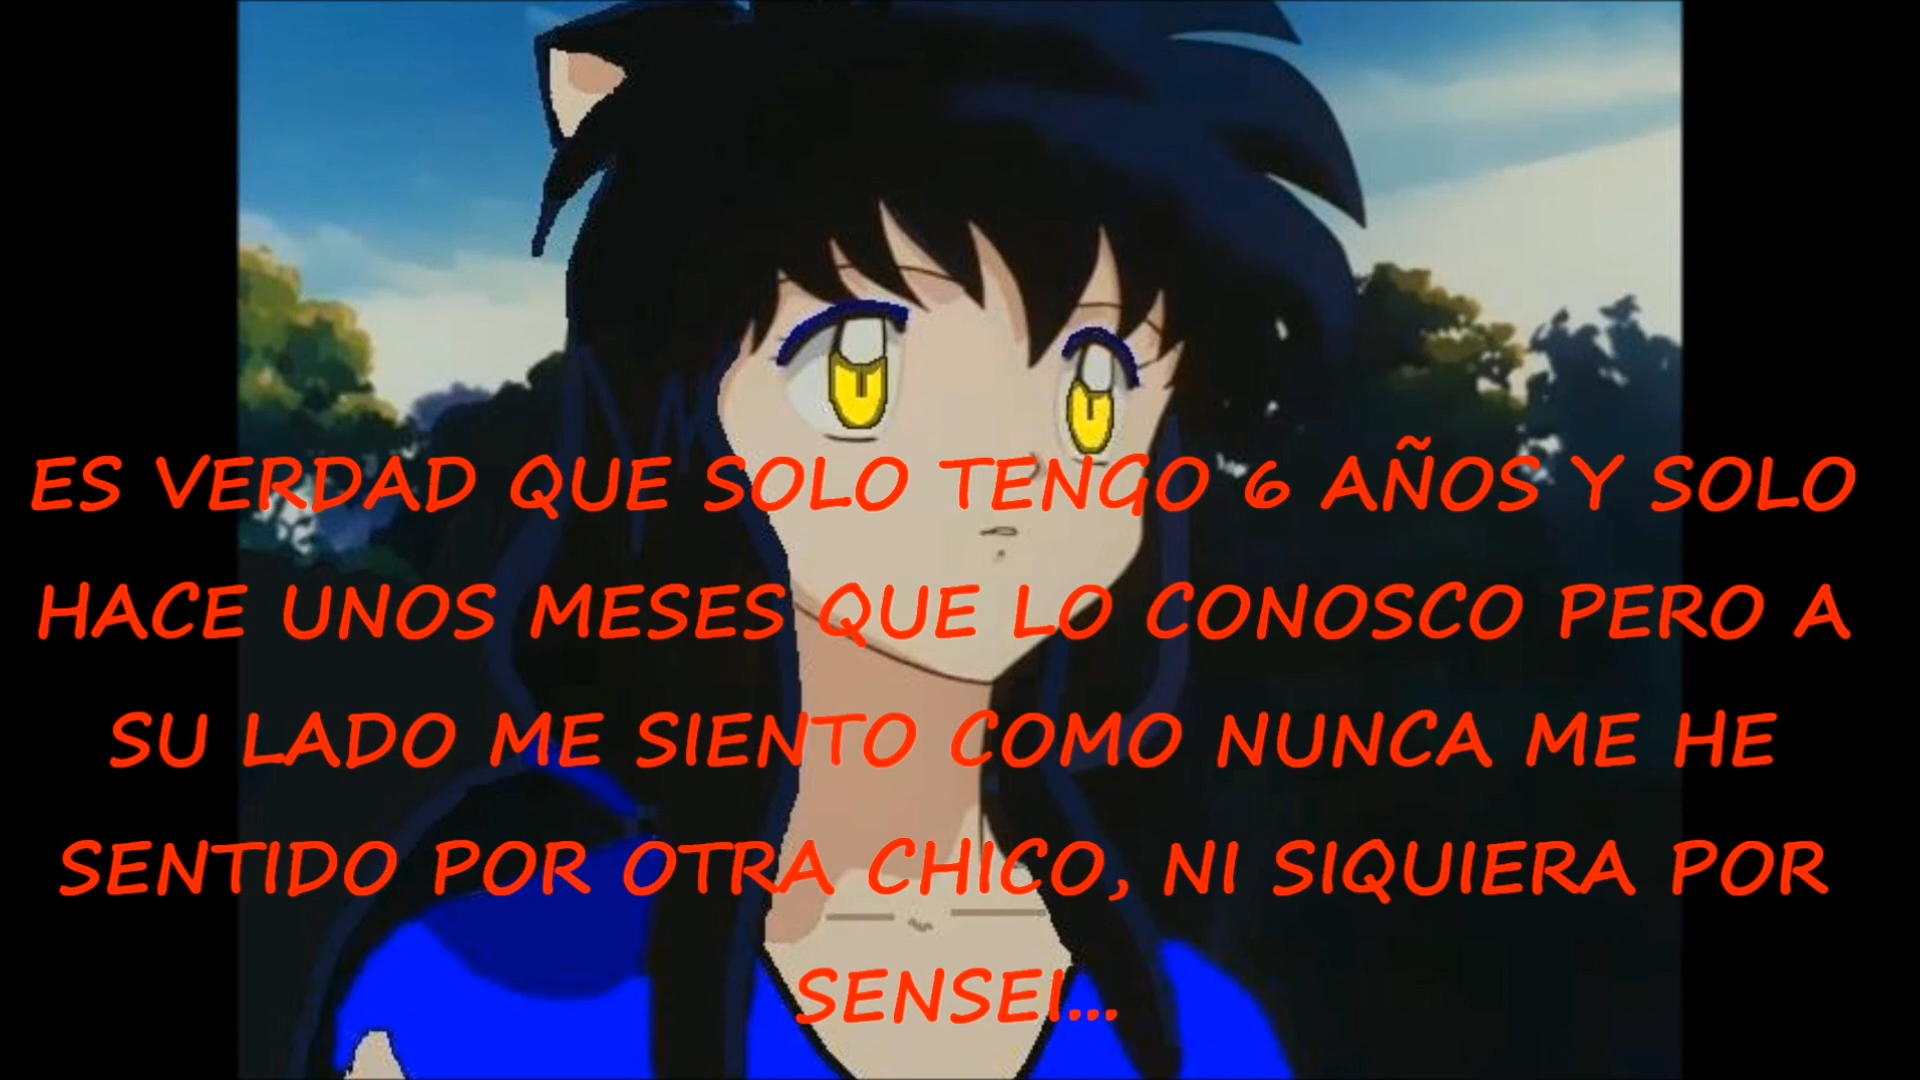 ES VERDAD QUE SOLO TENGO 6 AÑOS Y SOLO
HACE UNOS MESES QUE LO CONOSCO PERO A
SU LADO ME SIENTO COMO NUNCA ME HE
SENTIDO POR OTRA CHICO, NI SIQUIERA POR
SENSEI...